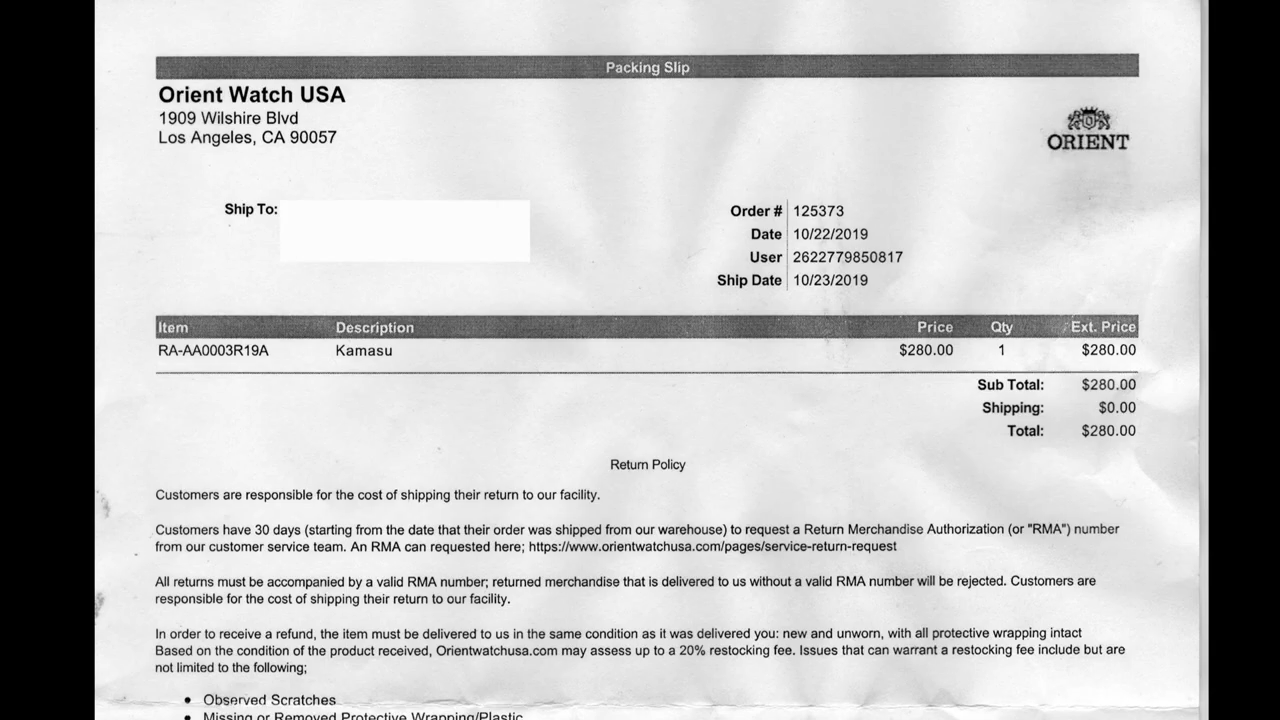 Packing Slip
Orient Watch USA
1909 Wilshire Blvd
Los Angeles, CA 90057
ORIENT
Ship To:
Order # 125373
Date 10/22/2019
User 2622779850817
Ship Date 10/23/2019
Item Description Price Qty Ext. Price
RA-AA0003R19A Kamasu $280.00 1 $280.00
Sub Total: $280.00
Shipping: $0.00
Total: $280.00
Return Policy
Customers are responsible for the cost of shipping their return to our facility.
Customers have 30 days (starting from the date that their order was shipped from our warehouse) to request a Return Merchandise Authorization (or "RMA") number
from our customer service team. An RMA can requested here; https://www.orientwatchusa.com/pages/service-return-request
All returns must be accompanied by a valid RMA number; returned merchandise that is delivered to us without a valid RMA number will be rejected. Customers are
responsible for the cost of shipping their return to our facility.
In order to receive a refund, the item must be delivered to us in the same condition as it was delivered you: new and unworn, with all protective wrapping intact
Based on the condition of the product received, Orientwatchusa.com may assess up to a 20% restocking fee. Issues that can warrant a restocking fee include but are
not limited to the following;
• Observed Scratches
• Missing or Removed Protective Wrapping/Plastic